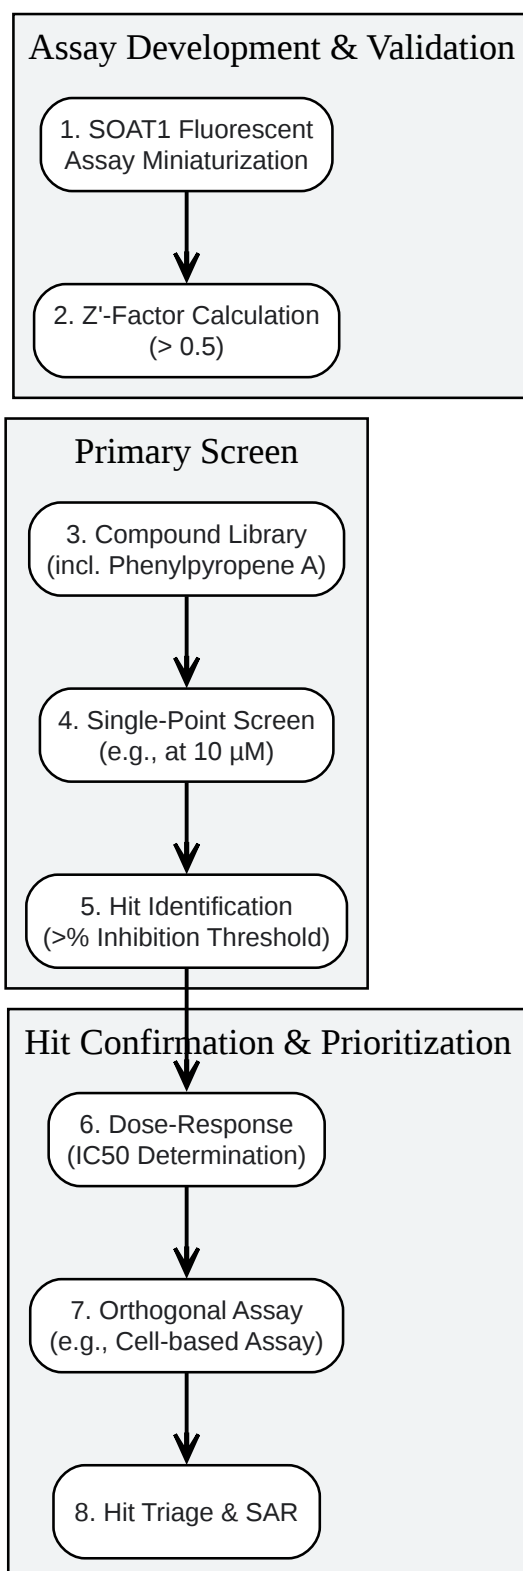 Assay Development & Validation
1. SOAT1 Fluorescent
Assay Miniaturization
2. Z'-Factor Calculation
(> 0.5)
Primary Screen
3. Compound Library
(incl. Phenylpyropene A)
4. Single-Point Screen
(e.g., at 10 µM)
5. Hit Identification
(>% Inhibition Threshold)
Hit Confirmation & Prioritization
6. Dose-Response
(IC50 Determination)
7. Orthogonal Assay
(e.g., Cell-based Assay)
8. Hit Triage & SAR